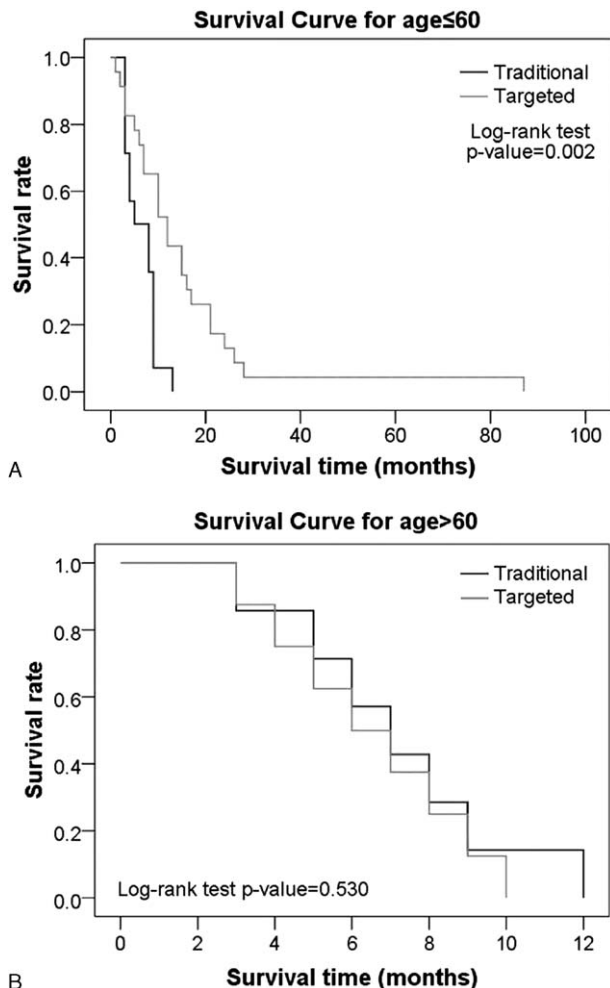 Survival Curve for age≤60
Traditional
Targeted
Log-rank test
p-value=0.002
1.0
0.8
0.6
0.4
0.2
0.0
Survival rate
0 20 40 60 80 100
Survival time (months)
A
Survival Curve for age>60
Traditional
Targeted
1.0
0.8
0.6
0.4
0.2
0.0
Survival rate
Log-rank test p-value=0.530
0 2 4 6 8 10 12
Survival time (months)
B